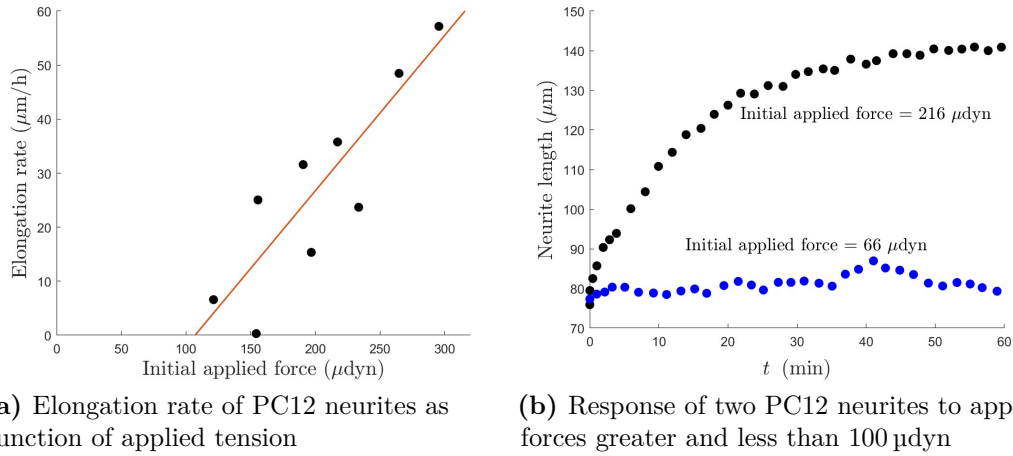 60
50
40
30
20
10
0
Elongation rate (μm/h)
0 50 100 150 200 250 300
Initial applied force (μdyn)
150
140
130
120
110
100
90
80
70
Neurite length (μm)
Initial applied force = 216 μdyn
Initial applied force = 66 μdyn
0 10 20 30 40 50 60
t (min)
a) Elongation rate of PC12 neurites as
unction of applied tension
(b) Response of two PC12 neurites to app
forces greater and less than 100 μdyn